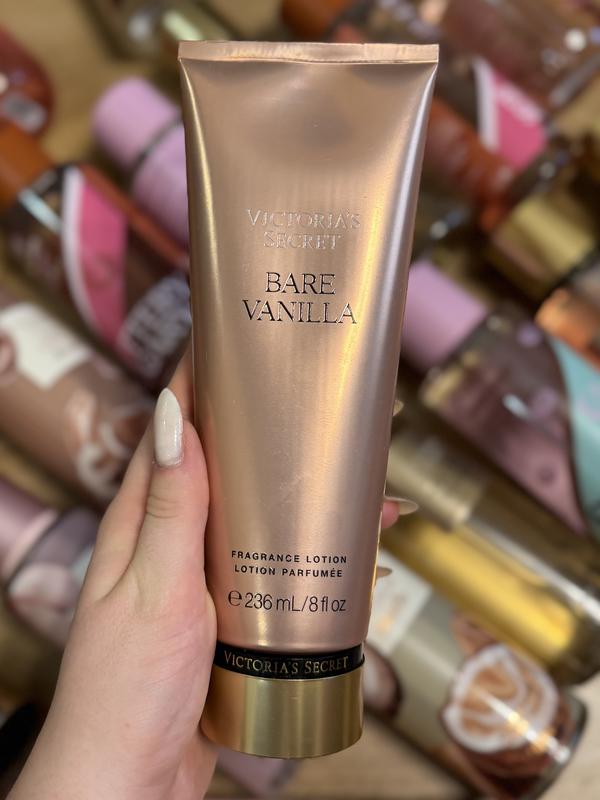 VICTORIA'S
SECRET
BARE
VANILLA
FRAGRANCE LOTION
LOTION PARFUMÉE
℮ 236 mL/8 fl oz
VICTORIA'S SECRET